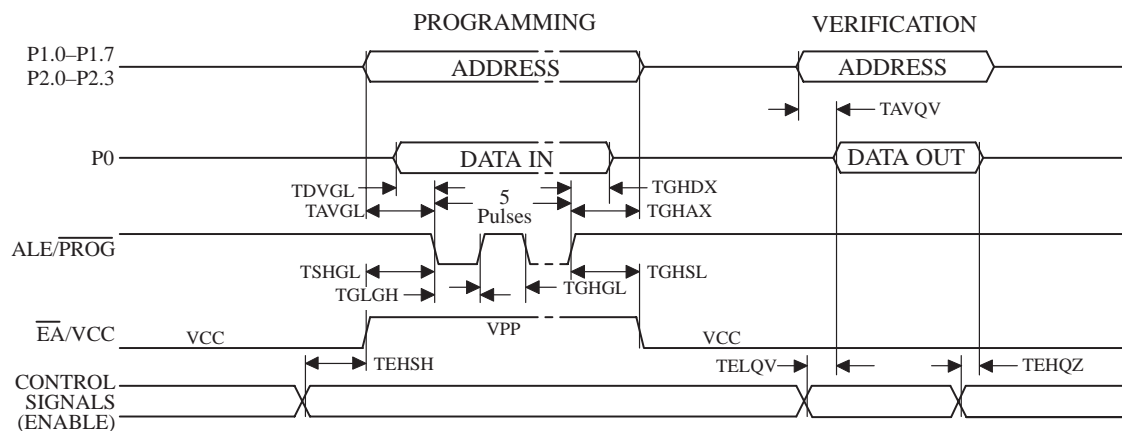 PROGRAMMING
VERIFICATION
P1.0–P1.7
P2.0–P2.3
ADDRESS
ADDRESS
TAVQV
P0
DATA IN
DATA OUT
TDVGL
TGHDX
5
Pulses
TAVGL
TGHAX
ALE/PROG
TSHGL
TGHSL
TGLGH
TGHGL
EA/VCC
VCC
VPP
VCC
TEHSH
TELQV
TEHQZ
CONTROL
SIGNALS
(ENABLE)